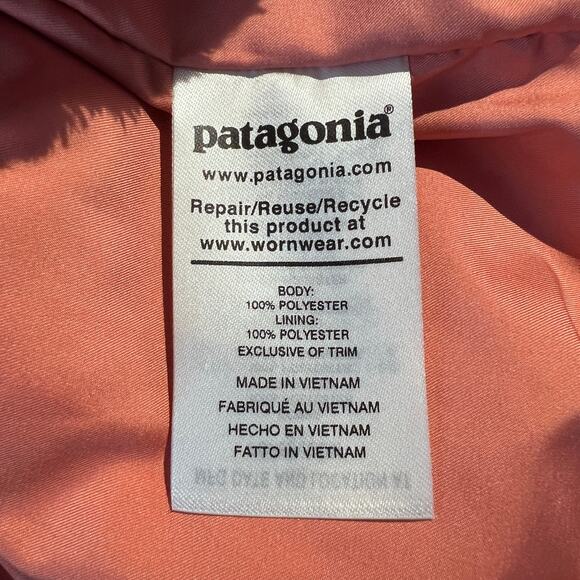 patagonia®
www.patagonia.com
Repair/Reuse/Recycle
this product at
www.wornwear.com
BODY:
100% POLYESTER
LINING:
100% POLYESTER
EXCLUSIVE OF TRIM
MADE IN VIETNAM
FABRIQUÉ AU VIETNAM
HECHO EN VIETNAM
FATTO IN VIETNAM